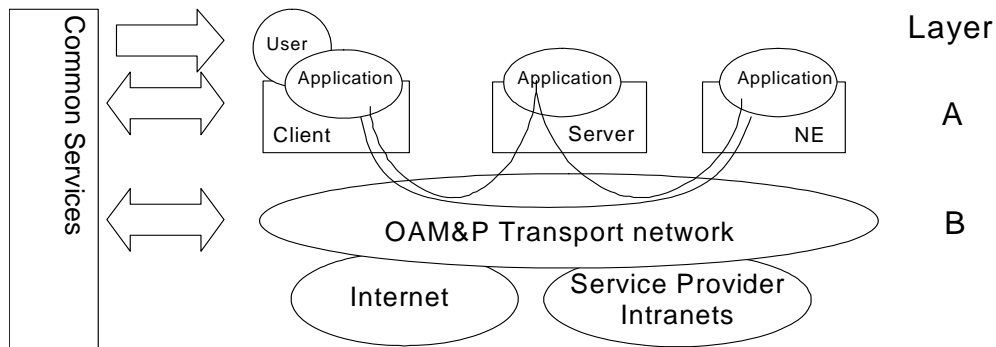 Common Services
Layer
User
Application
Application
Application
A
Client
Server
NE
OAM&P Transport network
B
Internet
Service Provider
Intranets